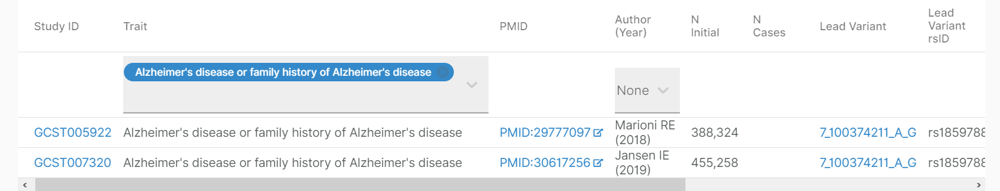 Study ID Trait PMID Author (Year) N Initial N Cases Lead Variant Lead Variant rsID
Alzheimer's disease or family history of Alzheimer's disease
None
GCST005922 Alzheimer's disease or family history of Alzheimer's disease PMID:29777097 Marioni RE (2018) 388,324 7_100374211_A_G rs1859788
GCST007320 Alzheimer's disease or family history of Alzheimer's disease PMID:30617256 Jansen IE (2019) 455,258 7_100374211_A_G rs1859788